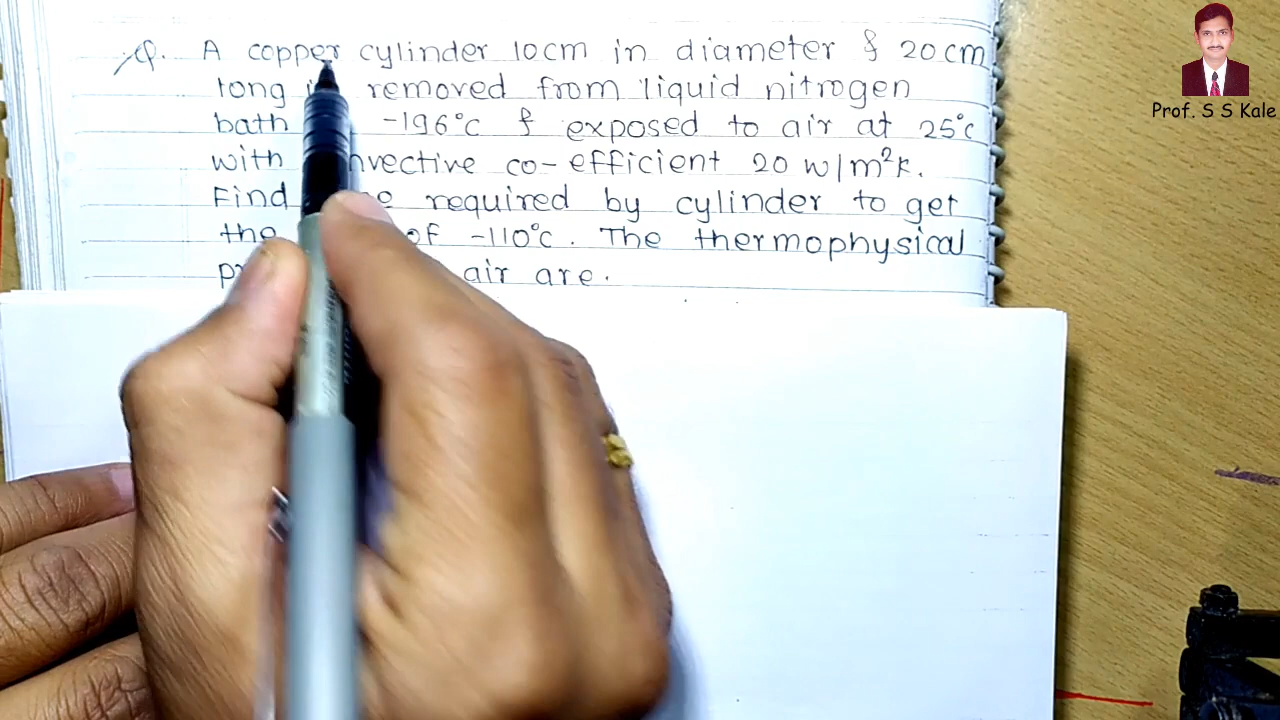 Q. A copper cylinder 10cm in diameter & 20cm
long removed from liquid nitrogen
bath -196°c & exposed to air at 25°c
with co-efficient 20 w/m²k.
Find required by cylinder to get
the of -110°c. The thermophysical
air are.
Prof. S S Kale